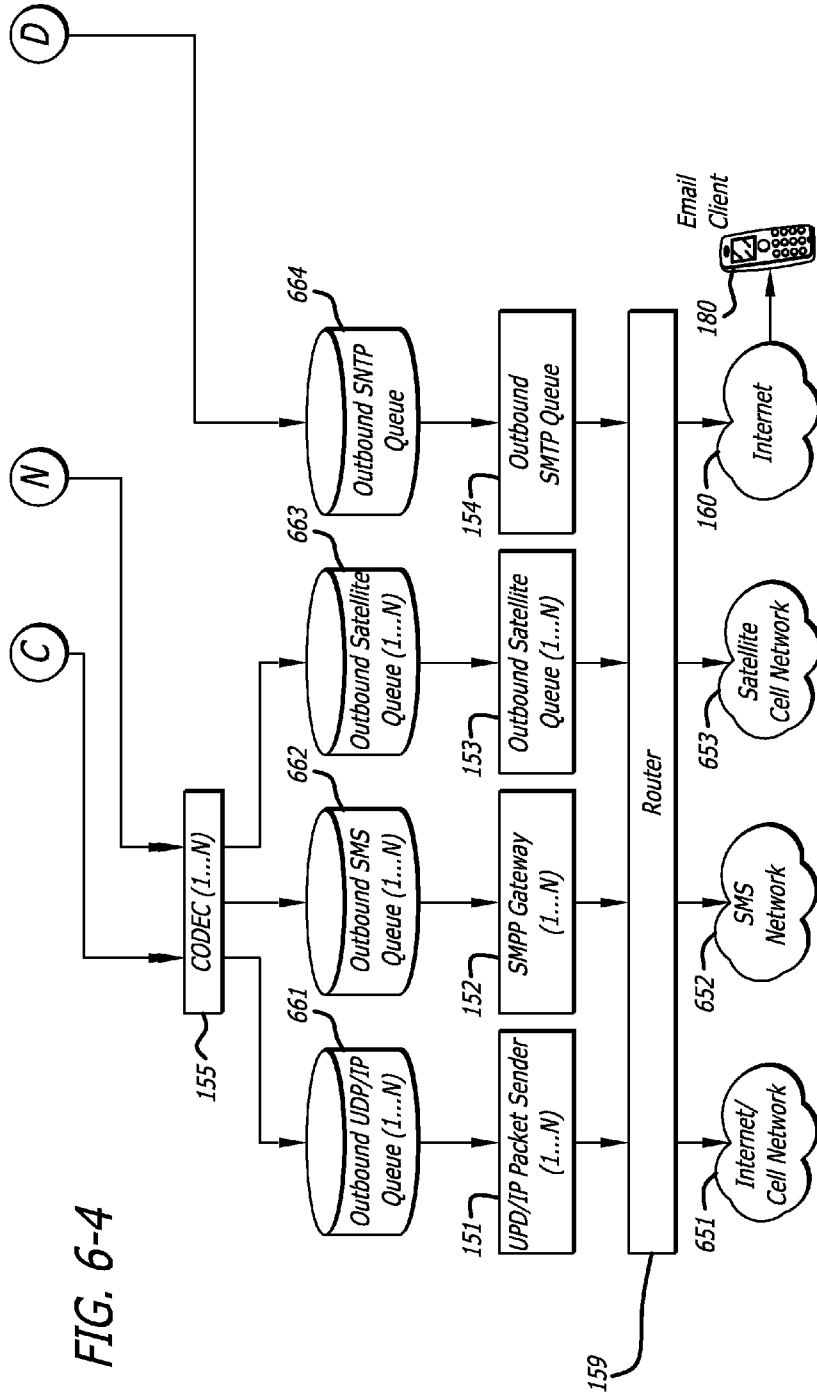 FIG. 6-4
C
N
D
CODEC (1...N)
155
Outbound UDP/IP
Queue (1...N)
661
Outbound SMS
Queue (1...N)
662
Outbound Satellite
Queue (1...N)
663
Outbound SNTP
Queue
664
UPD/IP Packet Sender
(1...N)
151
SMPP Gateway
(1...N)
152
Outbound Satellite
Queue (1...N)
153
Outbound
SMTP Queue
154
Router
159
Internet/
Cell Network
651
SMS
Network
652
Satellite
Cell Network
653
Internet
160
Email
Client
180